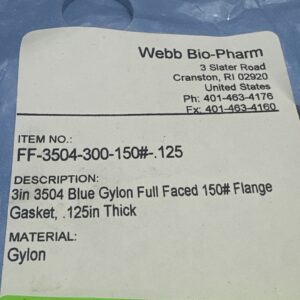 Webb Bio-Pharm
3 Slater Road
Cranston, RI 02920
United States
Ph: 401-463-4176
Fx: 401-463-4160
ITEM NO.:
FF-3504-300-150#-.125
DESCRIPTION:
3in 3504 Blue Gylon Full Faced 150# Flange
Gasket, .125in Thick
MATERIAL:
Gylon